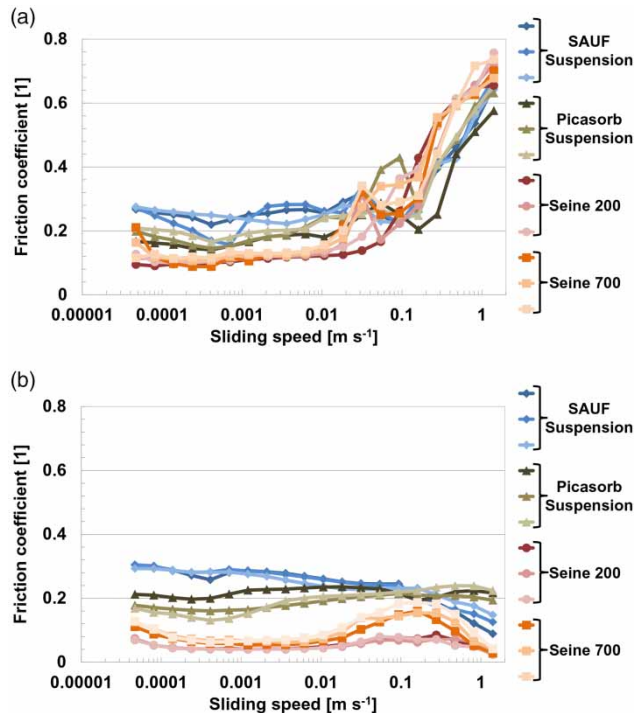 (a)
0.8
0.6
0.4
0.2
0
Friction coefficient [1]
0.00001 0.0001 0.001 0.01 0.1 1
Sliding speed [m s-1]
SAUF
Suspension
Picasorb
Suspension
Seine 200
Seine 700
(b)
0.8
0.6
0.4
0.2
0
Friction coefficient [1]
0.00001 0.0001 0.001 0.01 0.1 1
Sliding speed [m s-1]
SAUF
Suspension
Picasorb
Suspension
Seine 200
Seine 700